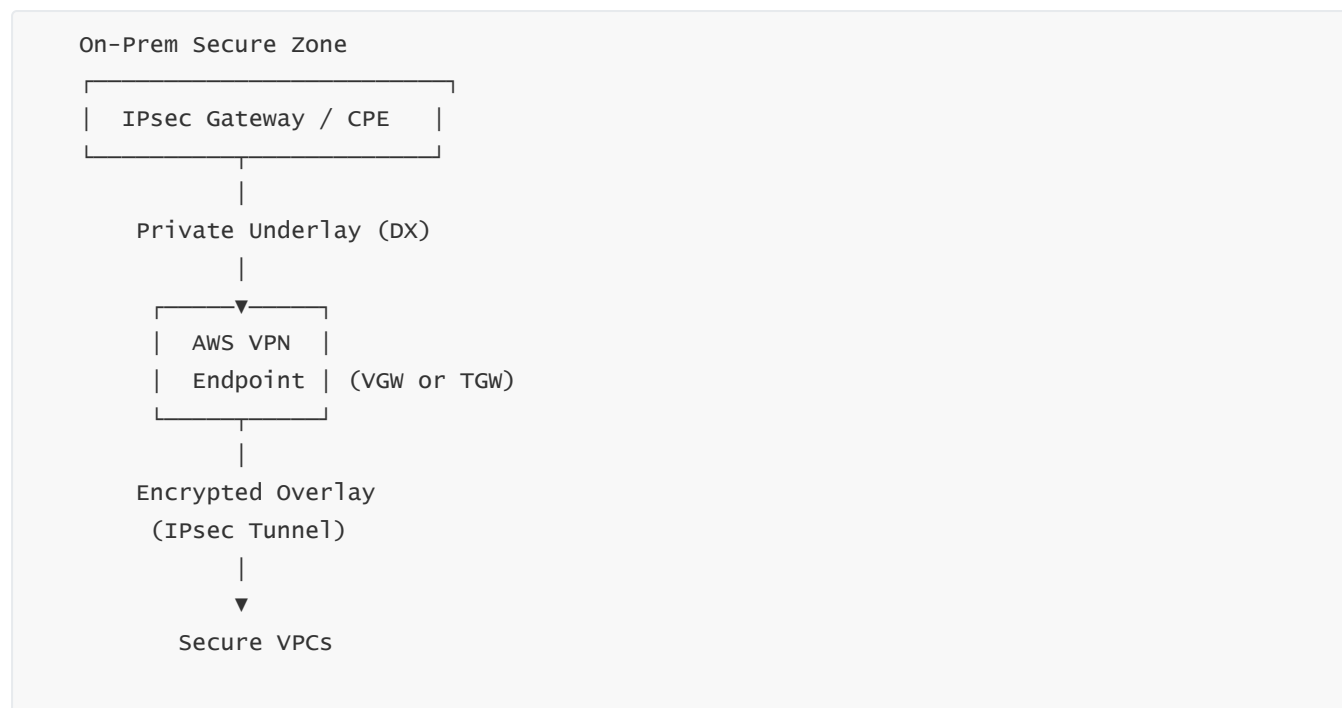 On-Prem Secure Zone
IPsec Gateway / CPE
Private Underlay (DX)
AWS VPN
Endpoint (VGW or TGW)
Encrypted Overlay
(IPsec Tunnel)
Secure VPCs